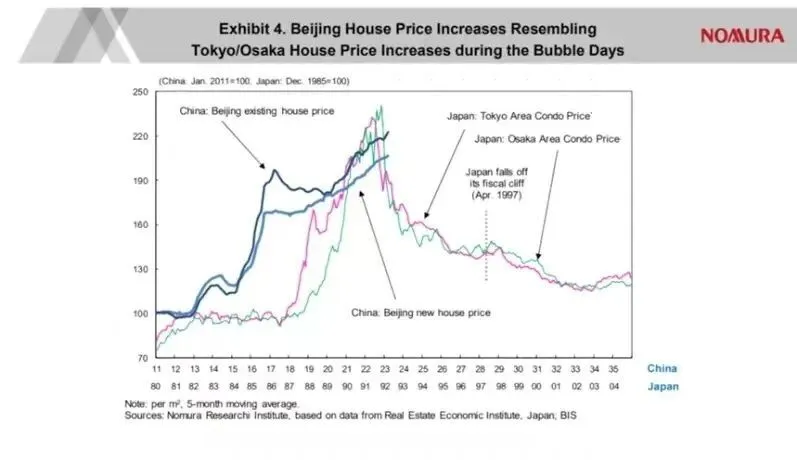 Exhibit 4. Beijing House Price Increases Resembling
Tokyo/Osaka House Price Increases during the Bubble Days
NOMURA
(China: Jan. 2011=100; Japan: Dec. 1985=100)
250
220
190
160
130
100
70
China: Beijing existing house price
Japan: Tokyo Area Condo Price'
Japan: Osaka Area Condo Price
Japan falls off
its fiscal cliff
(Apr. 1997)
China: Beijing new house price
11 12 13 14 15 16 17 18 19 20 21 22 23 24 25 26 27 28 29 30 31 32 33 34 35 China
80 81 82 83 84 85 86 87 88 89 90 91 92 93 94 95 96 97 98 99 00 01 02 03 04 Japan
Note: per m², 5-month moving average.
Sources: Nomura Researchi Institute, based on data from Real Estate Economic Institute, Japan; BIS